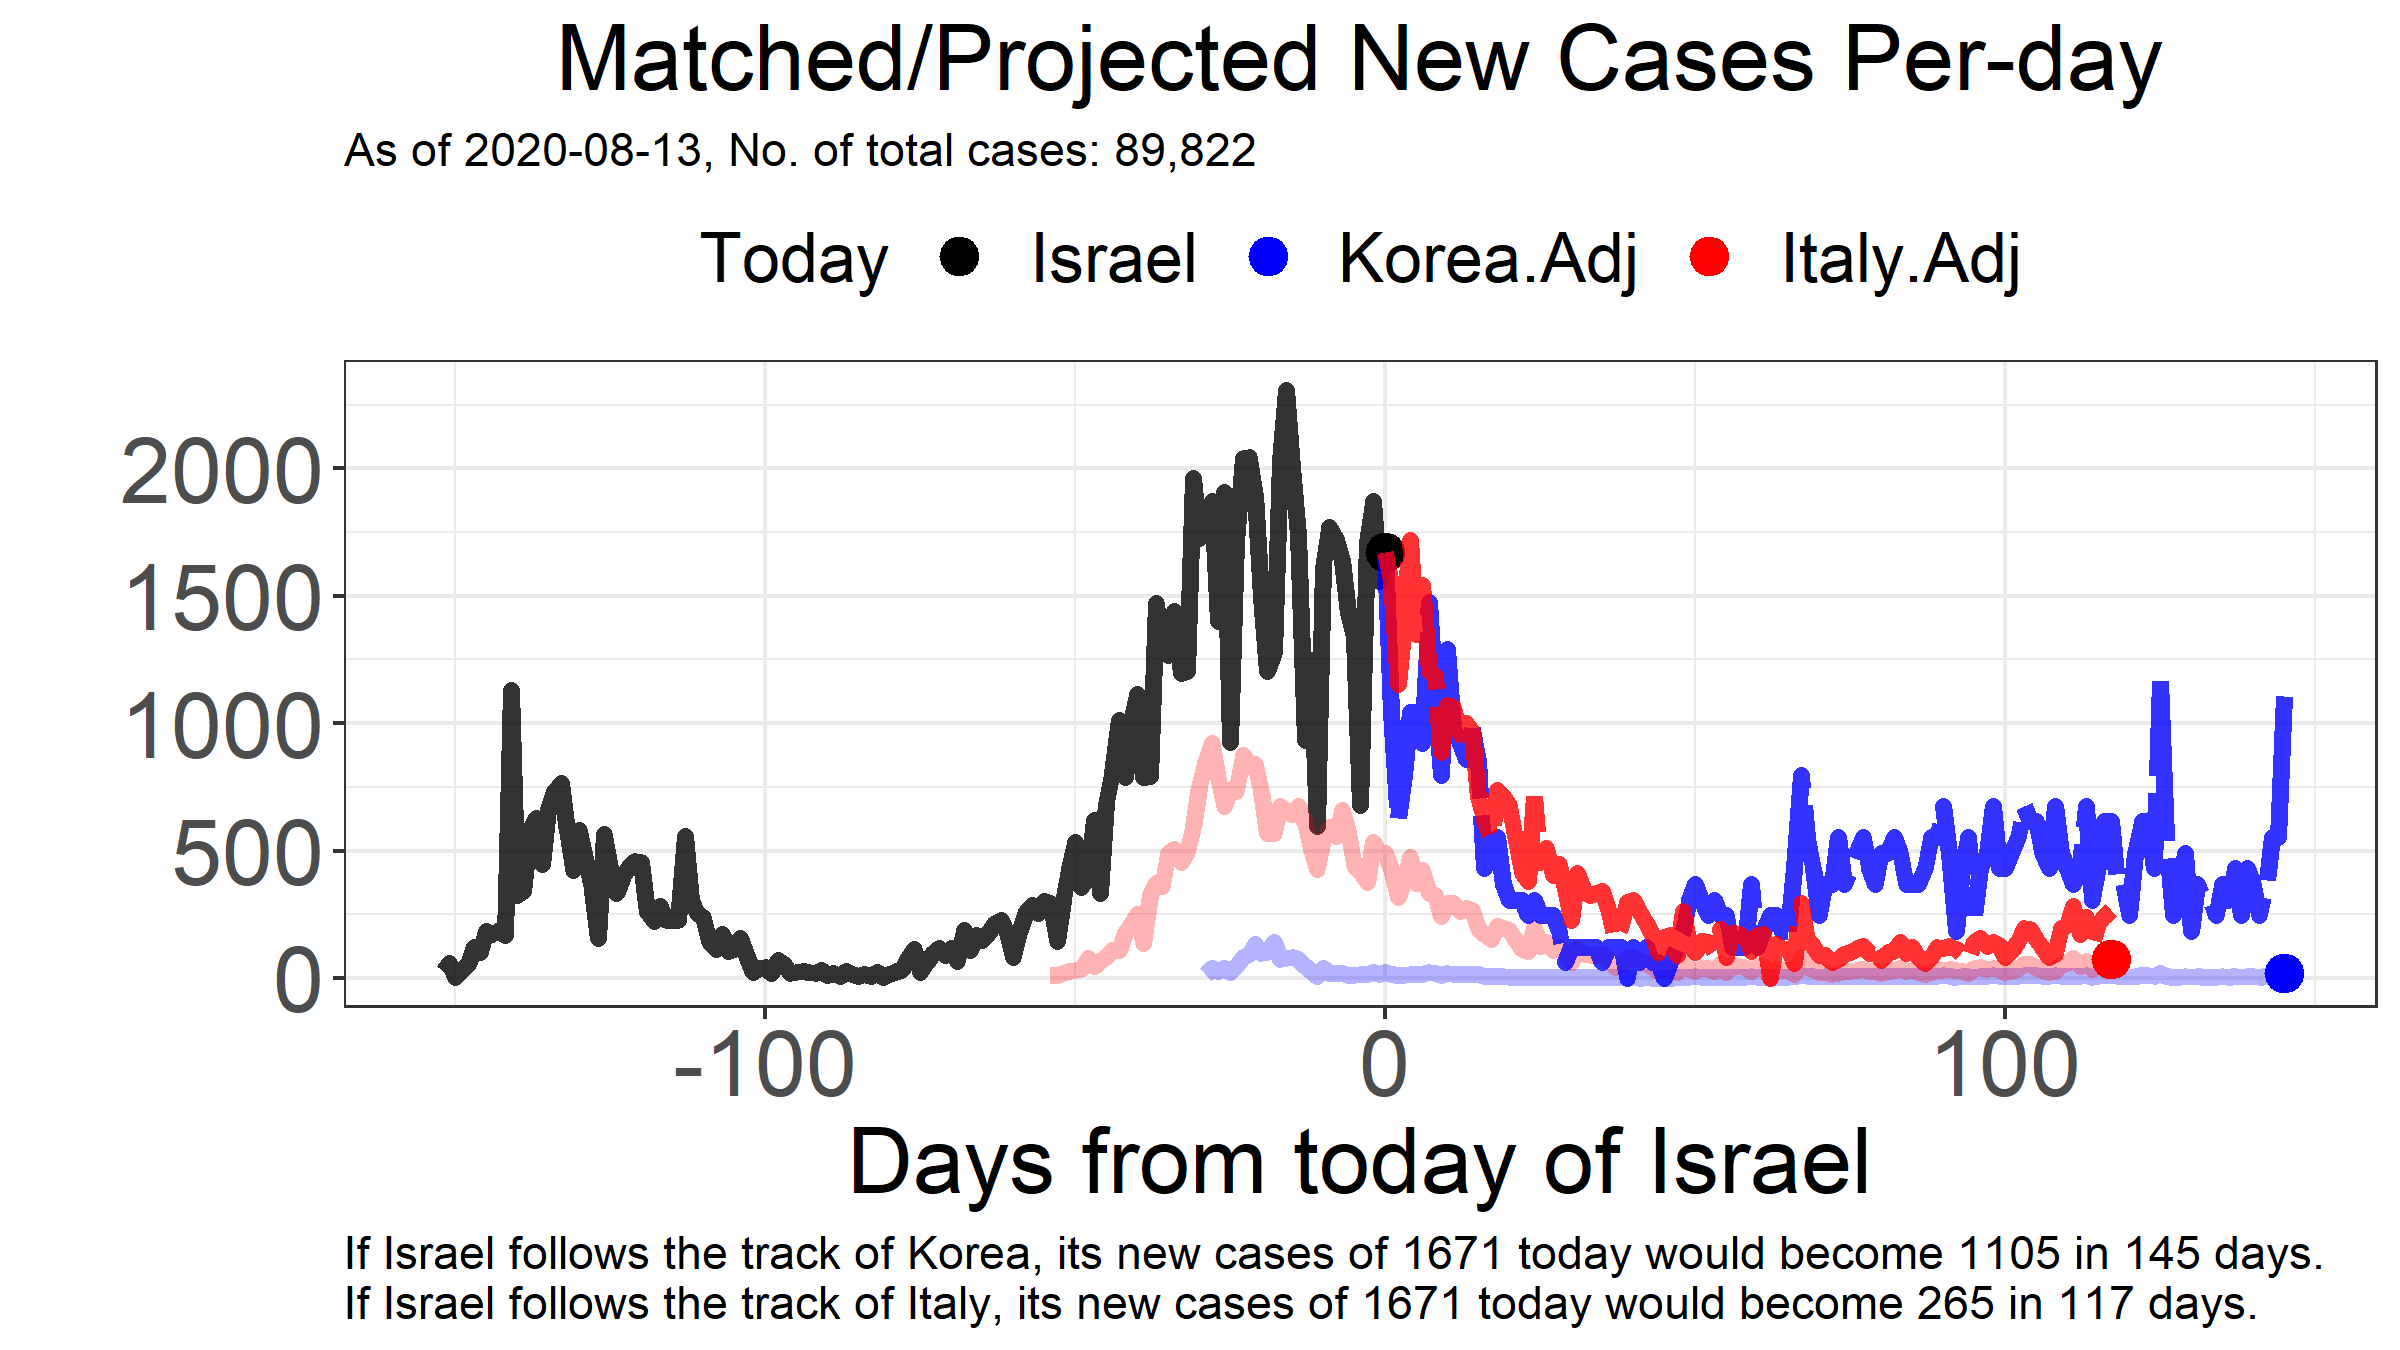 Matched/Projected New Cases Per-day
As of 2020-08-13, No. of total cases: 89,822
Today Israel Korea.Adj Italy.Adj
2000
1500
1000
500
0
-100 0 100
Days from today of Israel
If Israel follows the track of Korea, its new cases of 1671 today would become 1105 in 145 days.
If Israel follows the track of Italy, its new cases of 1671 today would become 265 in 117 days.